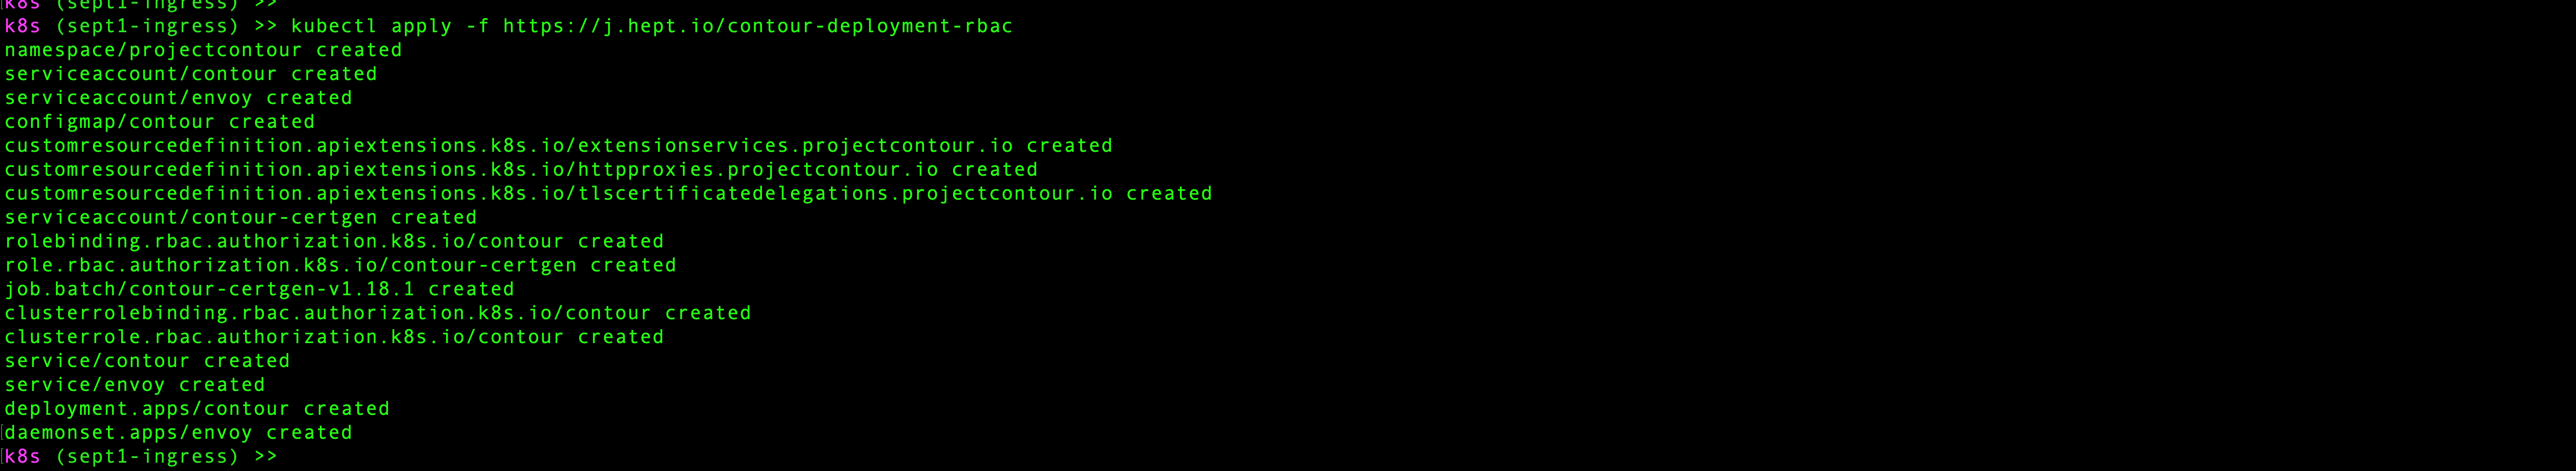 k8s (sept1-ingress) >>
k8s (sept1-ingress) >> kubectl apply -f https://j.hept.io/contour-deployment-rbac
namespace/projectcontour created
serviceaccount/contour created
serviceaccount/envoy created
configmap/contour created
customresourcedefinition.apiextensions.k8s.io/extensionservices.projectcontour.io created
customresourcedefinition.apiextensions.k8s.io/httpproxies.projectcontour.io created
customresourcedefinition.apiextensions.k8s.io/tlscertificatedelegations.projectcontour.io created
serviceaccount/contour-certgen created
rolebinding.rbac.authorization.k8s.io/contour created
role.rbac.authorization.k8s.io/contour-certgen created
job.batch/contour-certgen-v1.18.1 created
clusterrolebinding.rbac.authorization.k8s.io/contour created
clusterrole.rbac.authorization.k8s.io/contour created
service/contour created
service/envoy created
deployment.apps/contour created
daemonset.apps/envoy created
k8s (sept1-ingress) >>